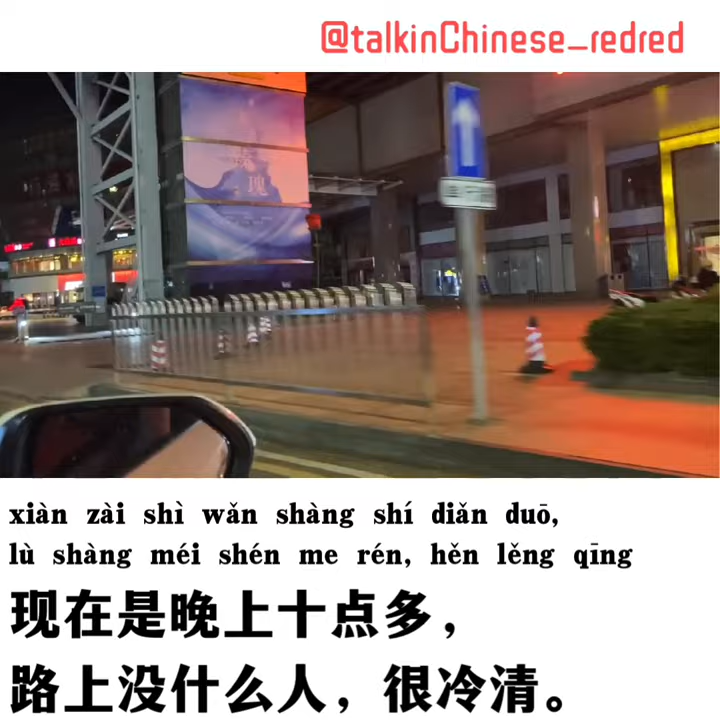 @talkinChinese_redred
瑰
xiàn zài shì wǎn shàng shí diǎn duō,
lù shàng méi shén me rén, hěn lěng qīng
现在是晚上十点多，
路上没什么人，很冷清。